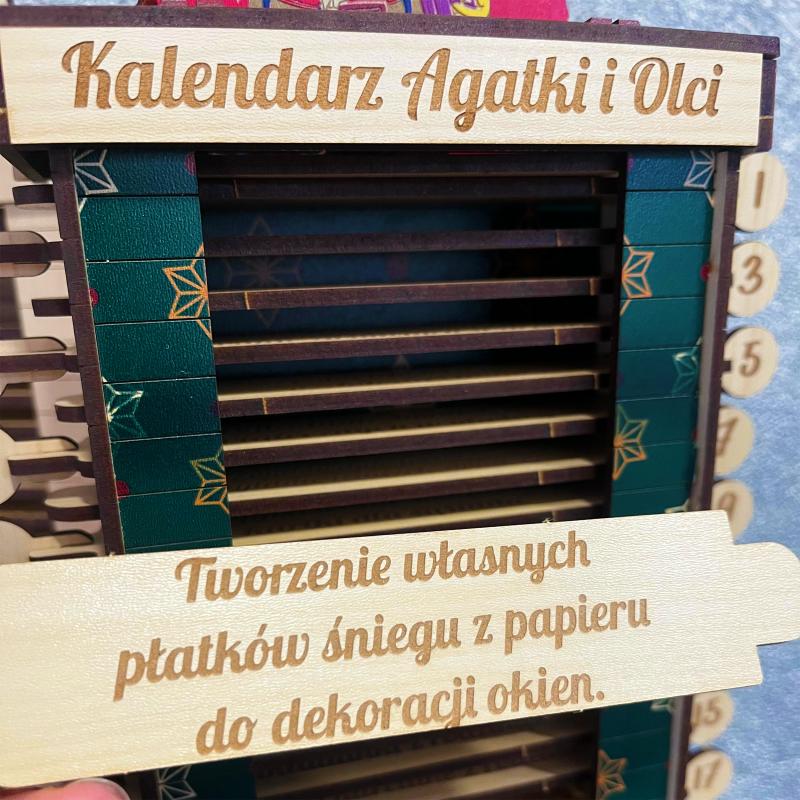 Kalendarz Agatki i Olci
1
3
5
7
9
Tworzenie własnych
płatków śniegu z papieru
do dekoracji okien.
15
17